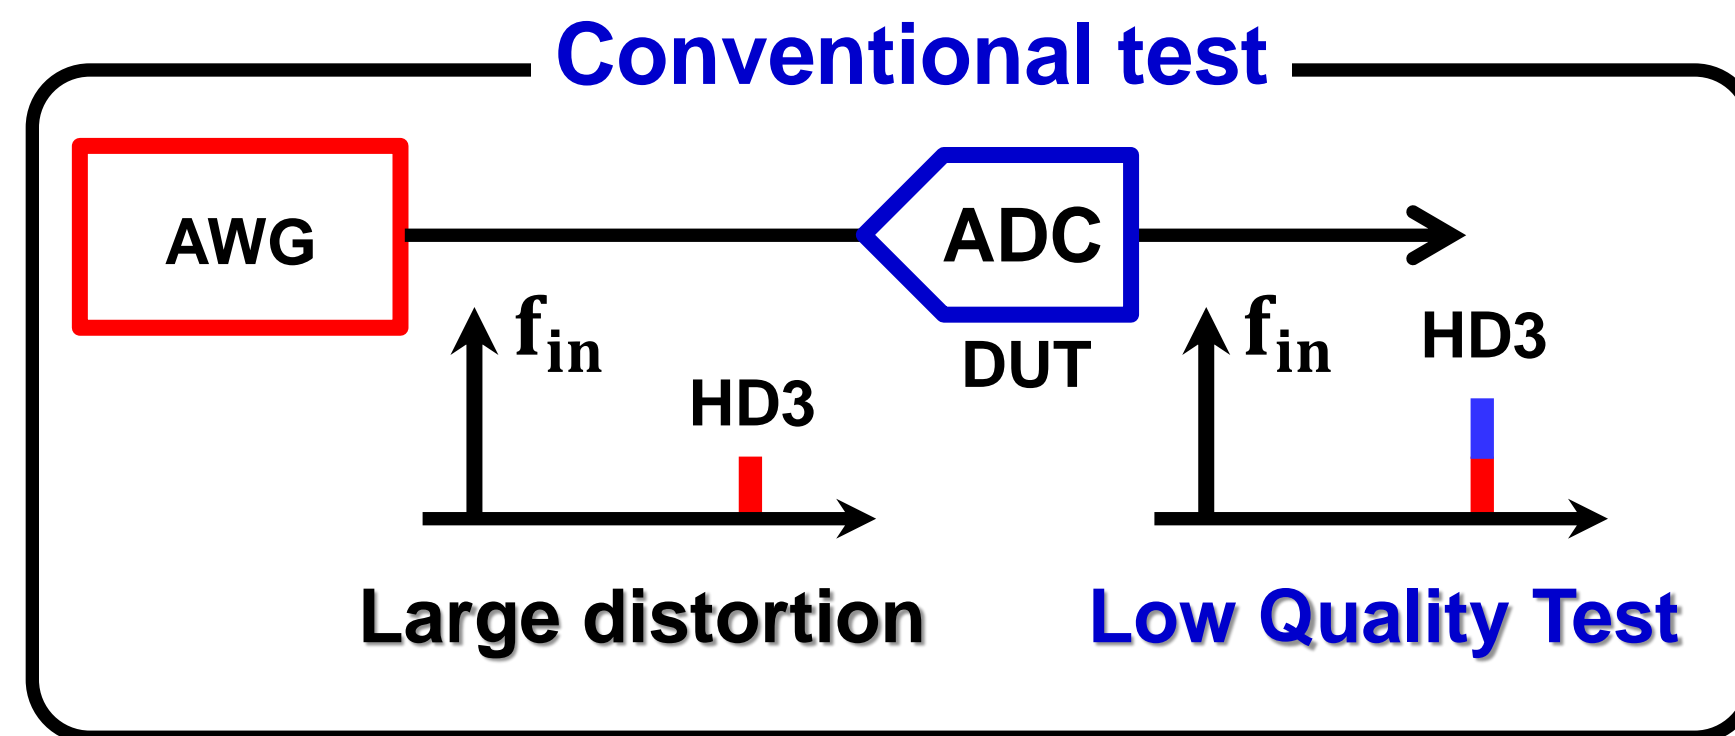 Conventional test
AWG
ADC
DUT
fin
HD3
fin
HD3
Large distortion
Low Quality Test